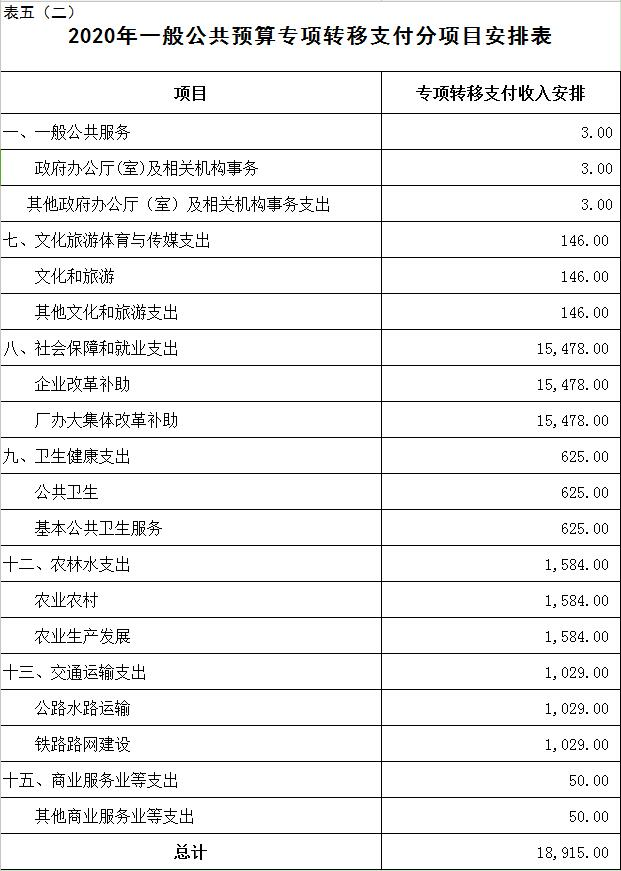 表五（二）
2020年一般公共预算专项转移支付分项目安排表
项目 专项转移支付收入安排
一、一般公共服务 3.00
政府办公厅(室)及相关机构事务 3.00
其他政府办公厅（室）及相关机构事务支出 3.00
七、文化旅游体育与传媒支出 146.00
文化和旅游 146.00
其他文化和旅游支出 146.00
八、社会保障和就业支出 15,478.00
企业改革补助 15,478.00
厂办大集体改革补助 15,478.00
九、卫生健康支出 625.00
公共卫生 625.00
基本公共卫生服务 625.00
十二、农林水支出 1,584.00
农业农村 1,584.00
农业生产发展 1,584.00
十三、交通运输支出 1,029.00
公路水路运输 1,029.00
铁路路网建设 1,029.00
十五、商业服务业等支出 50.00
其他商业服务业等支出 50.00
总计 18,915.00